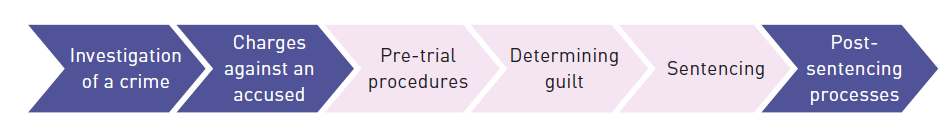 Investigation
of a crime
Charges
against an
accused
Pre-trial
procedures
Determining
guilt
Sentencing
Post-
sentencing
processes